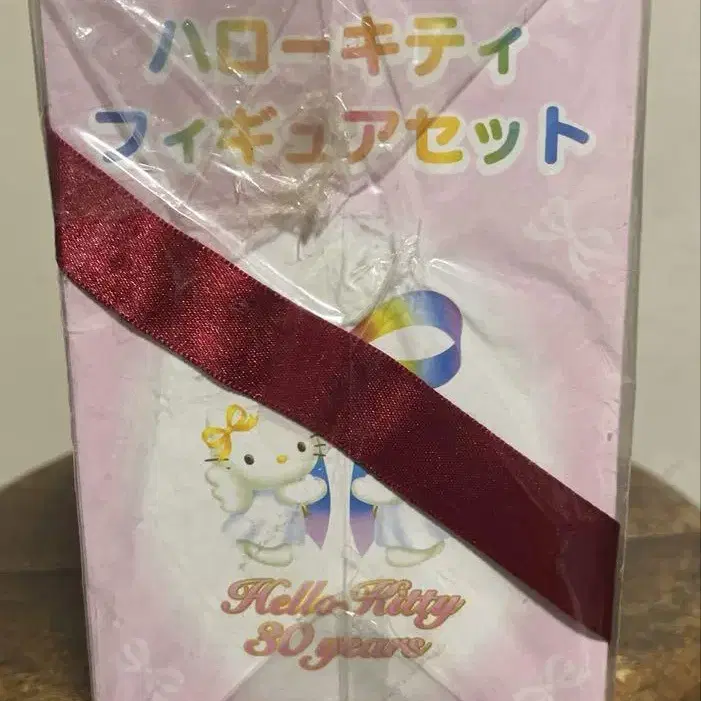 ハローキティ
フィギュアセット
Hello Kitty
30 years